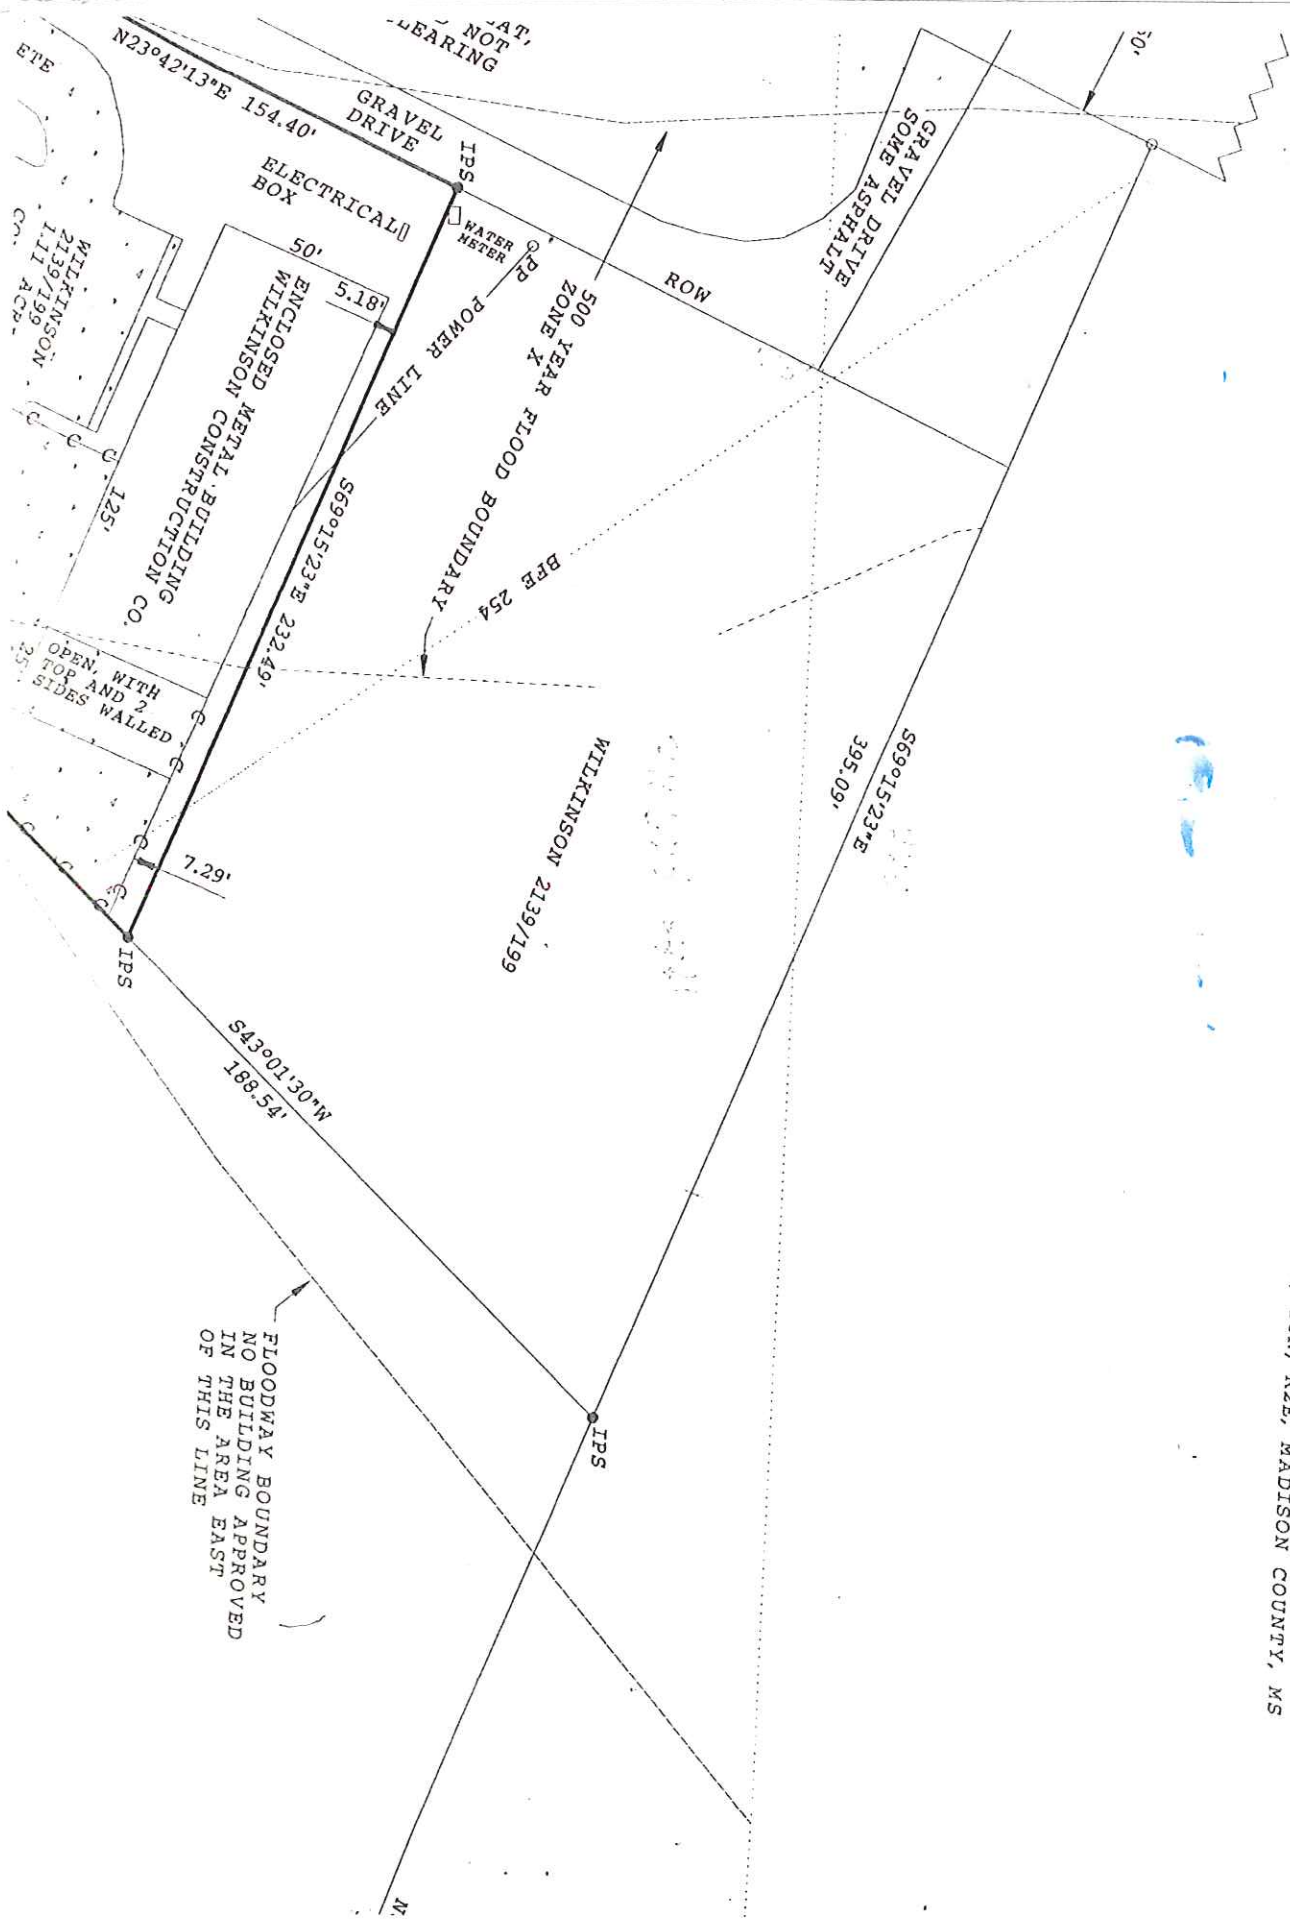 NOT
N23°42'13"E 154.40'
GRAVEL
DRIVE
IPS
ELECTRICAL
BOX
WATER
METER
PP
GRAVEL DRIVE
SOME ASPHALT
ROW
50'
5.18'
ENCLOSED METAL BUILDING
WILKINSON CONSTRUCTION CO.
WILKINSON
2139/199
1.11
125'
POWER LINE
500 YEAR FLOOD BOUNDARY
ZONE X
BFE 254
S69°15'23"E 232.49'
OPEN, WITH
TOP AND 2
SIDES WALLED
25'
7.29'
IPS
WILKINSON 2139/199
S69°15'23"E
395.09'
S43°01'30"W
188.54'
IPS
FLOODWAY BOUNDARY
NO BUILDING APPROVED
IN THE AREA EAST
OF THIS LINE
R2E, MADISON COUNTY, MS